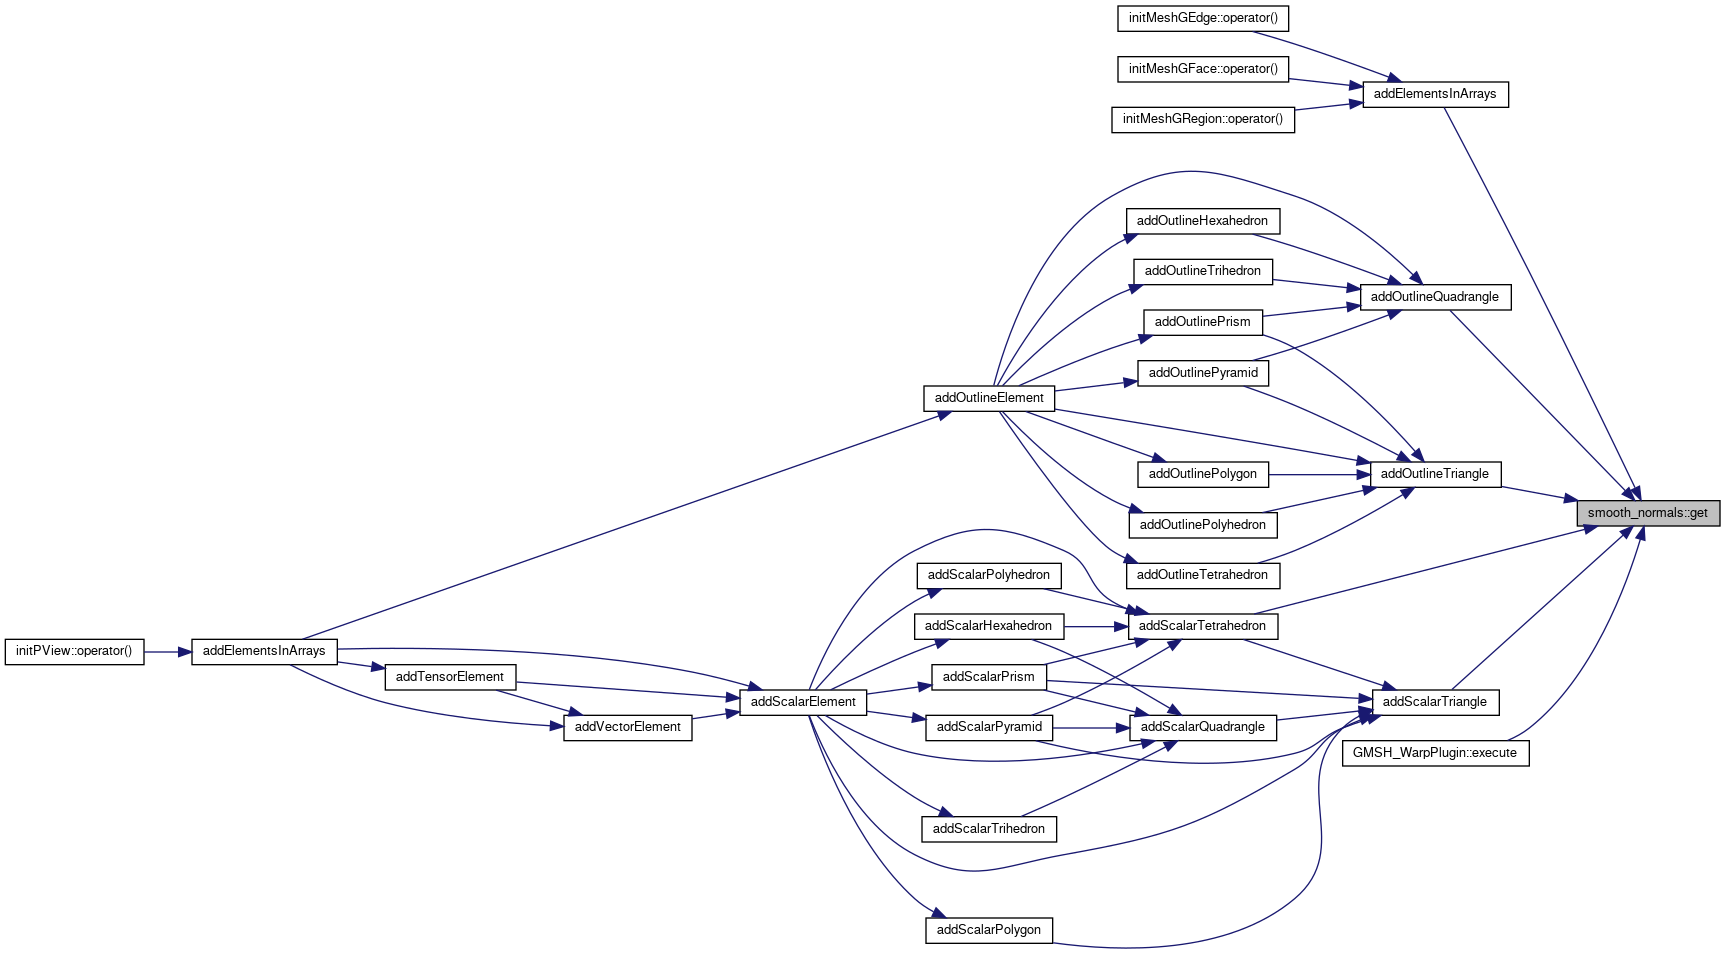 initMeshGEdge::operator()
initMeshGFace::operator()
addElementsInArrays
initMeshGRegion::operator()
addOutlineHexahedron
addOutlineTrihedron
addOutlineQuadrangle
addOutlinePrism
addOutlinePyramid
addOutlineElement
addOutlinePolygon
addOutlineTriangle
smooth_normals::get
addOutlinePolyhedron
addOutlineTetrahedron
addScalarPolyhedron
addScalarHexahedron
addScalarTetrahedron
initPView::operator()
addElementsInArrays
addTensorElement
addScalarPrism
addScalarElement
addScalarTriangle
addVectorElement
addScalarPyramid
addScalarQuadrangle
GMSH_WarpPlugin::execute
addScalarTrihedron
addScalarPolygon